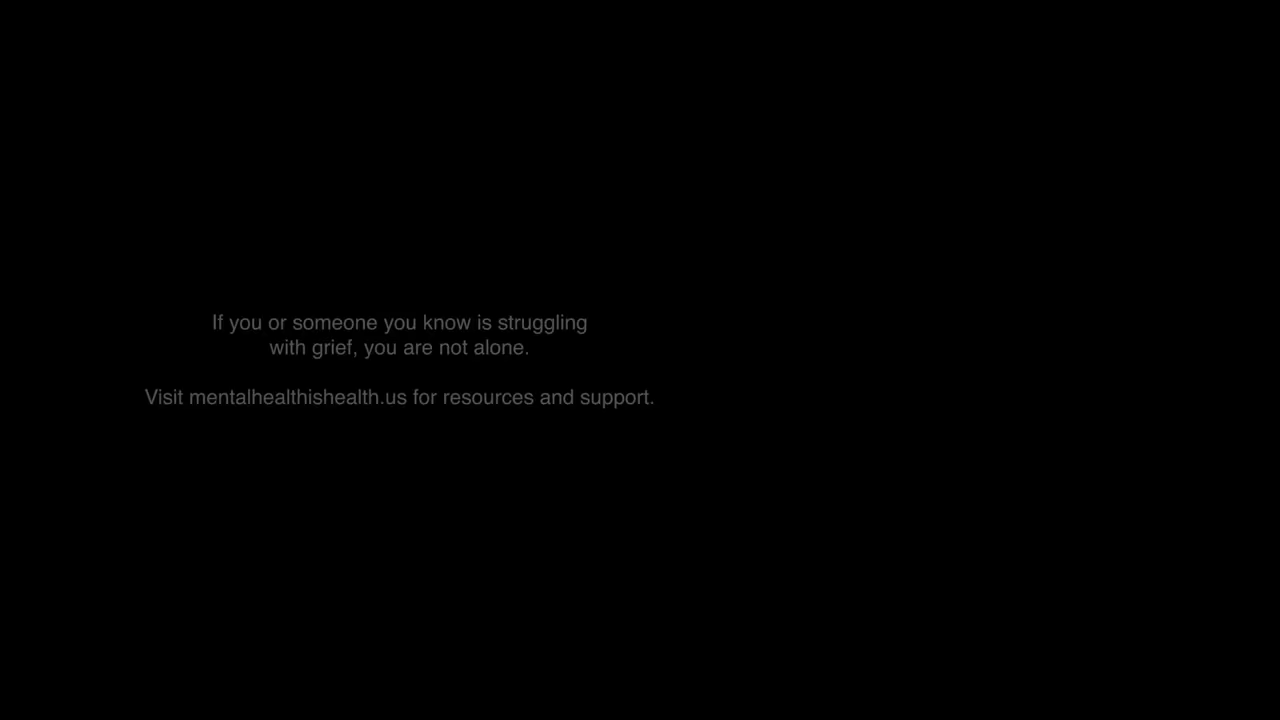 If you or someone you know is struggling
with grief, you are not alone.
Visit mentalhealthishealth.us for resources and support.